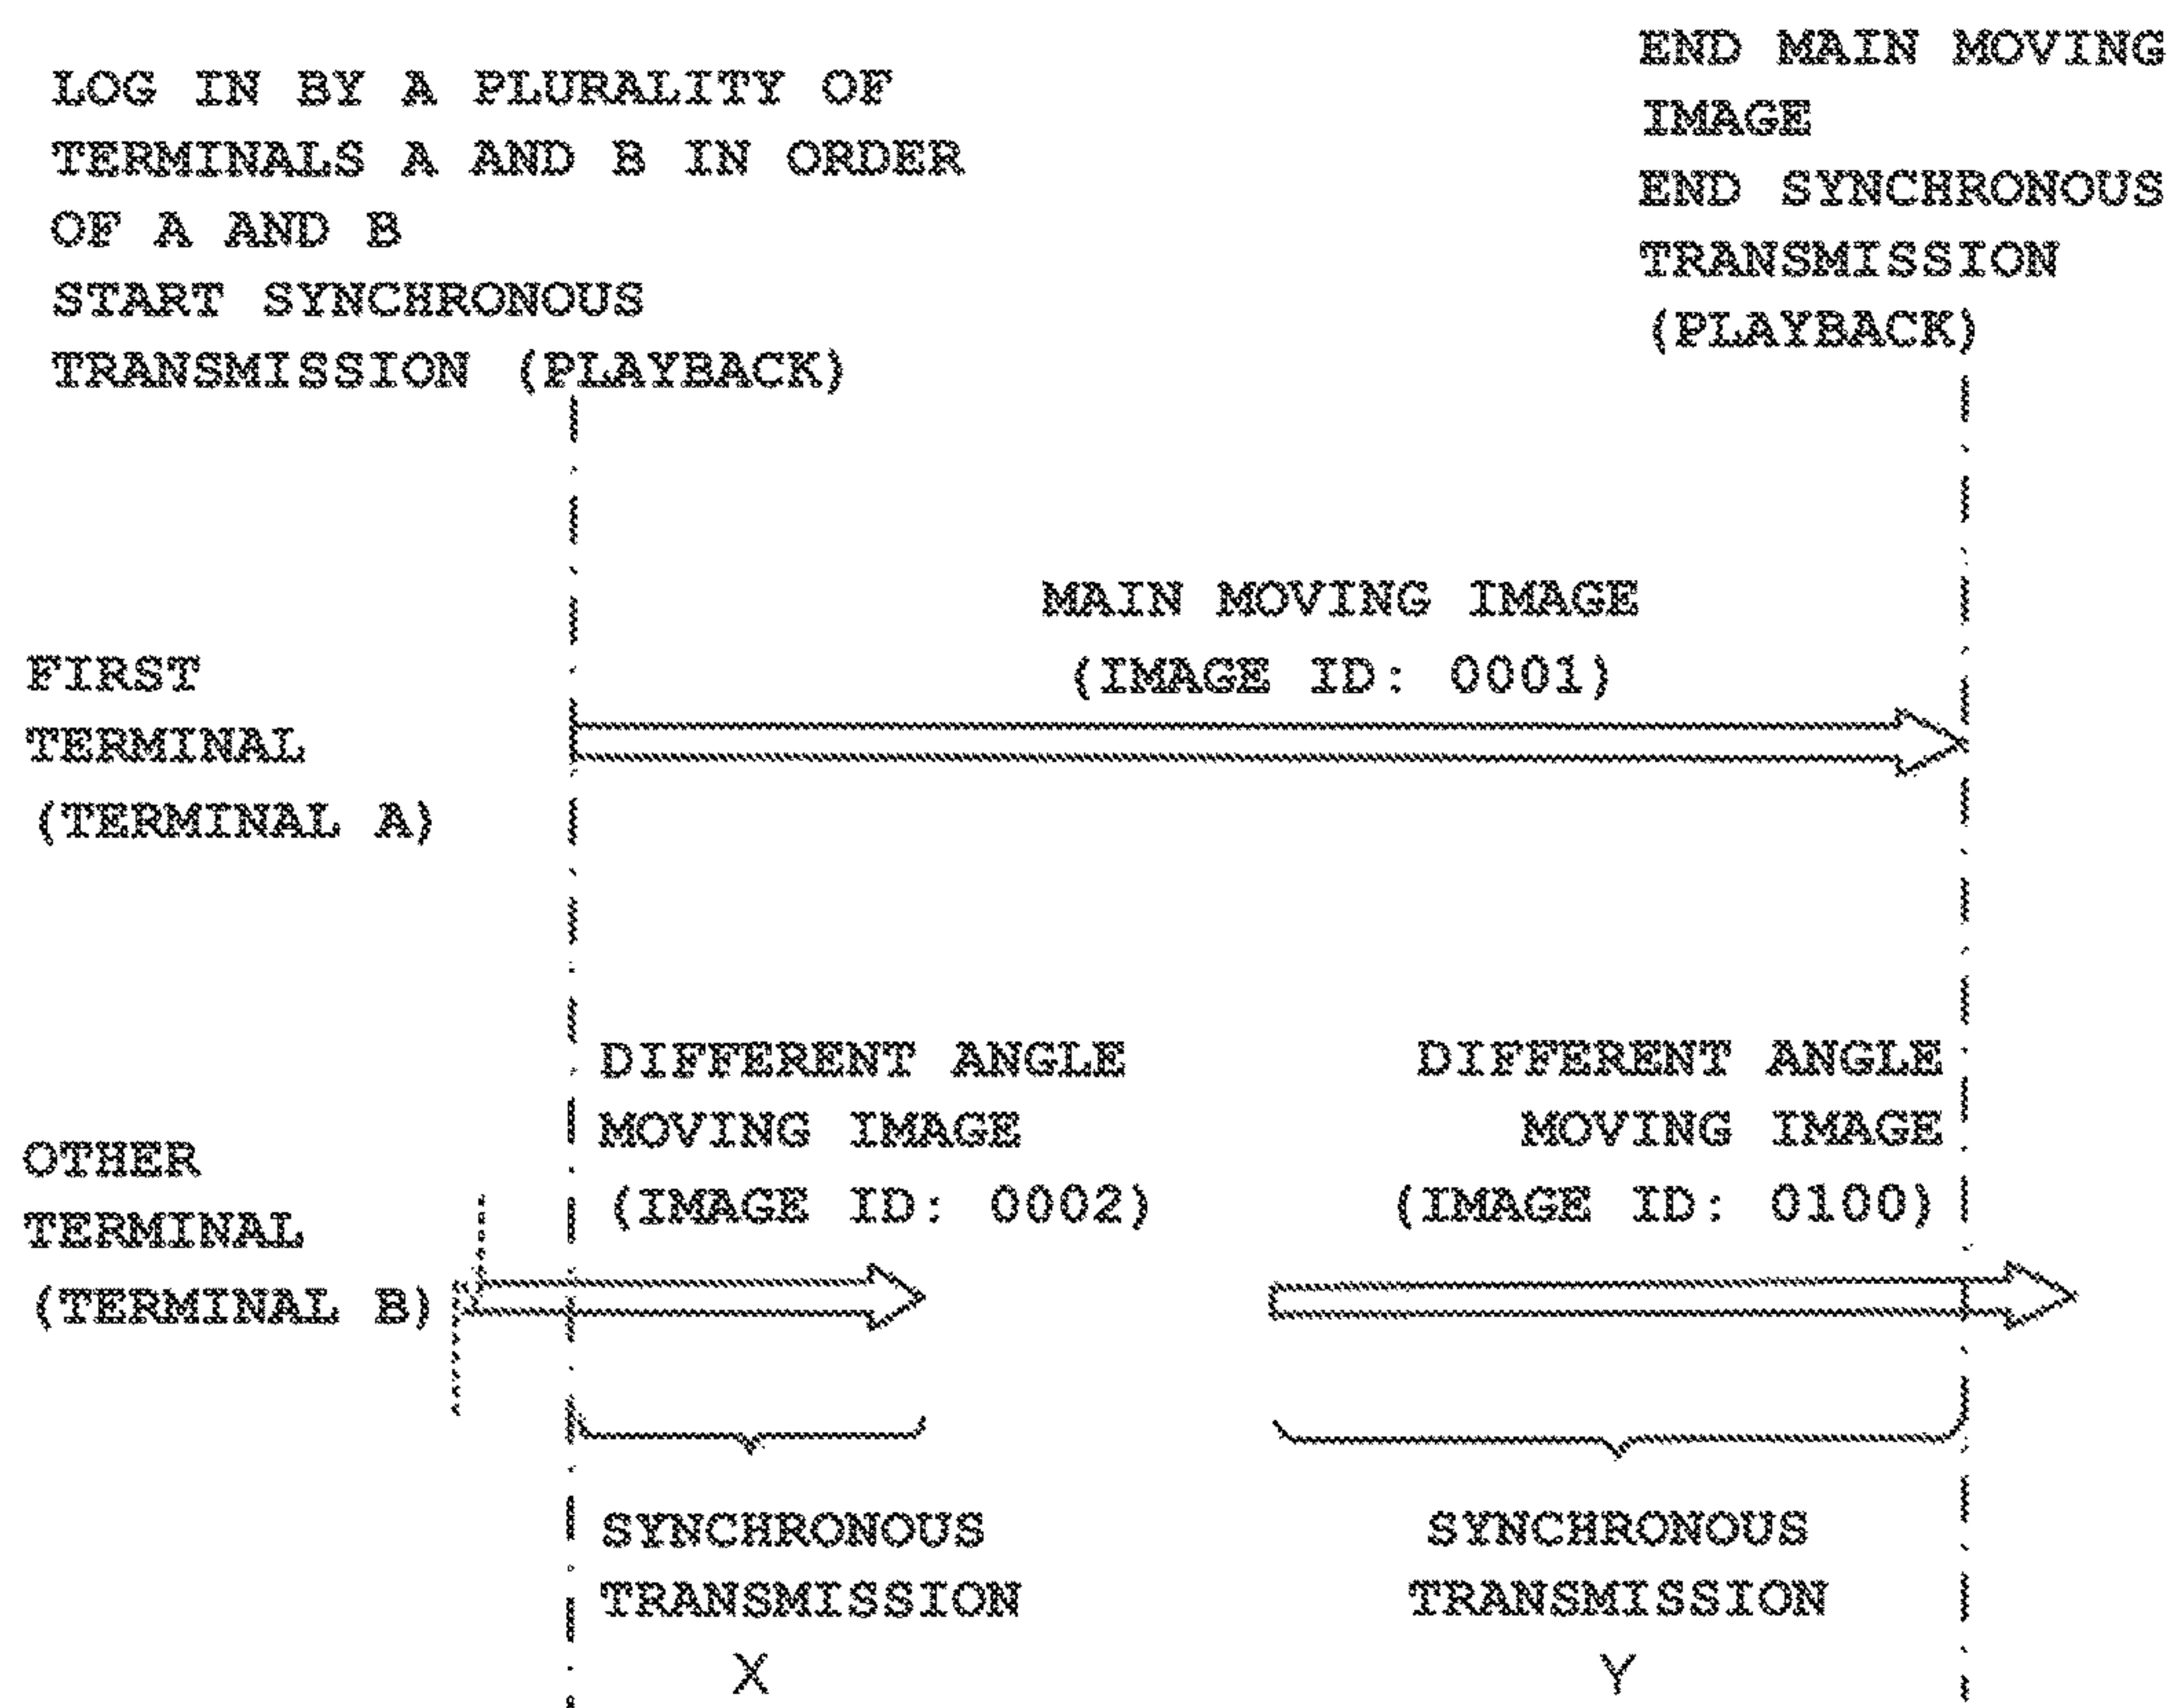 LOG IN BY A PLURALITY OF
TERMINALS A AND B IN ORDER
OF A AND B
START SYNCHRONOUS
TRANSMISSION (PLAYBACK)
END MAIN MOVING
IMAGE
END SYNCHRONOUS
TRANSMISSION
(PLAYBACK)
FIRST
TERMINAL
(TERMINAL A)
MAIN MOVING IMAGE
(IMAGE ID: 0001)
OTHER
TERMINAL
(TERMINAL B)
DIFFERENT ANGLE
MOVING IMAGE
(IMAGE ID: 0002)
DIFFERENT ANGLE
MOVING IMAGE
(IMAGE ID: 0100)
SYNCHRONOUS
TRANSMISSION
X
SYNCHRONOUS
TRANSMISSION
Y